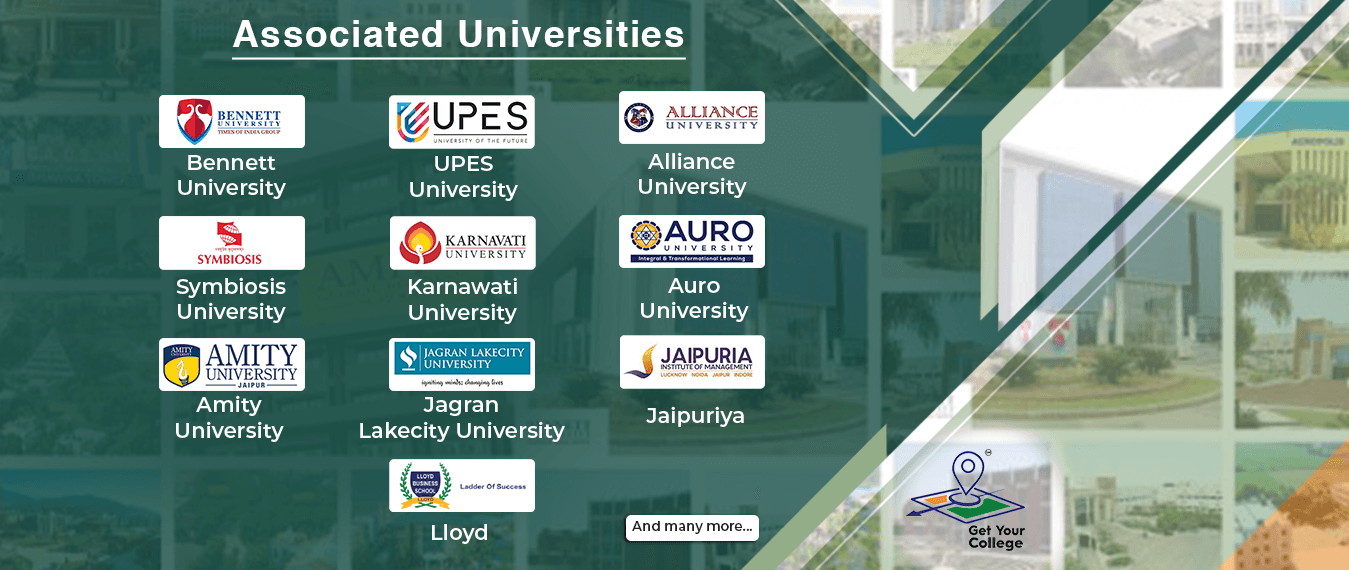 Associated Universities
BENNETT
UNIVERSITY
TIMES OF INDIA GROUP
Bennett
University
UPES
UNIVERSITY OF THE FUTURE
UPES
University
ALLIANCE
UNIVERSITY
Alliance
University
SYMBIOSIS
Symbiosis
University
KARNAVATI
UNIVERSITY
Karnawati
University
AURO
UNIVERSITY
Integral & Transformational Learning
Auro
University
AMITY
UNIVERSITY
AMITY
UNIVERSITY
JAIPUR
Amity
University
JAGRAN LAKECITY
UNIVERSITY
igniting minds; changing lives
Jagran
Lakecity University
JAIPURIA
INSTITUTE OF MANAGEMENT
LUCKNOW NOIDA JAIPUR INDORE
Jaipuriya
LLOYD
BUSINESS
SCHOOL
LLOYD
Ladder Of Success
Lloyd
And many more...
Get Your
College